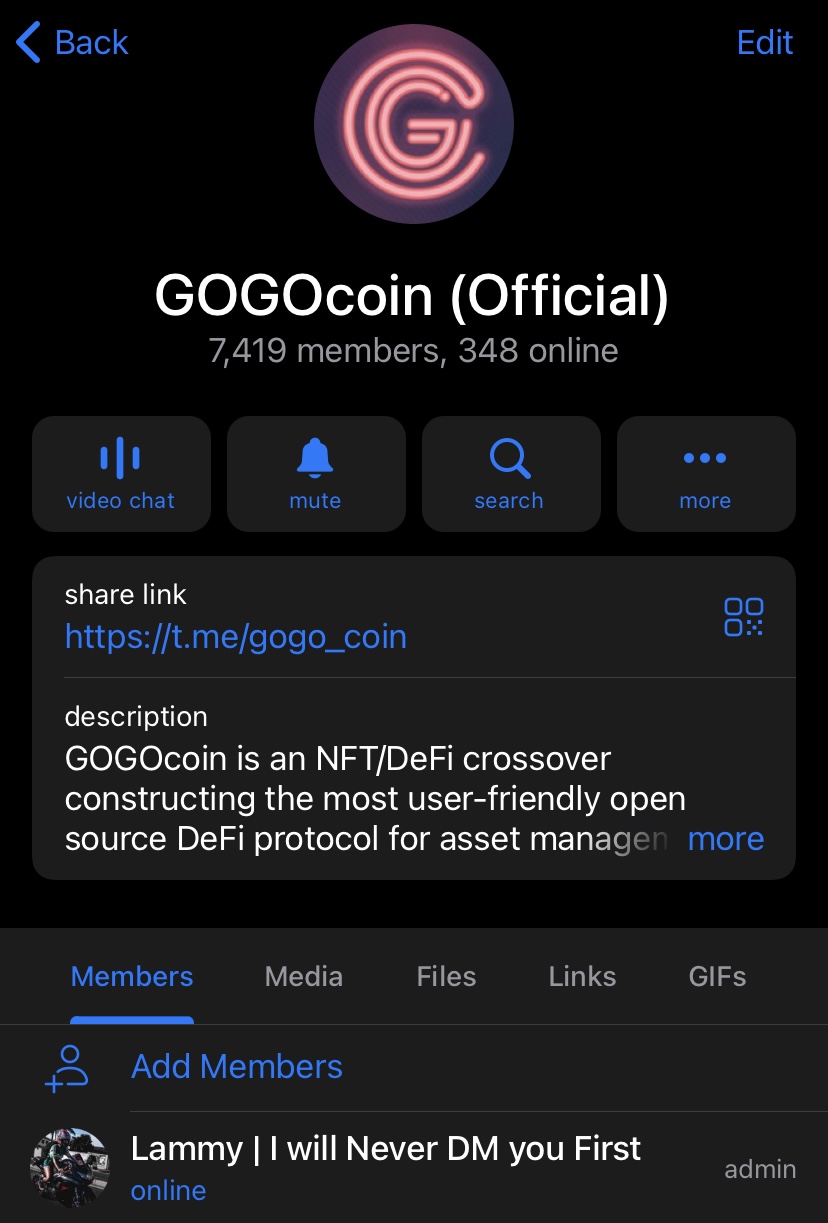 Back
Edit
GOGOcoin (Official)
7,419 members, 348 online
video chat
mute
search
more
share link
https://t.me/gogo_coin
description
GOGOcoin is an NFT/DeFi crossover
constructing the most user-friendly open
source DeFi protocol for asset managen more
Members
Media
Files
Links
GIFs
Add Members
Lammy | I will Never DM you First
online
admin